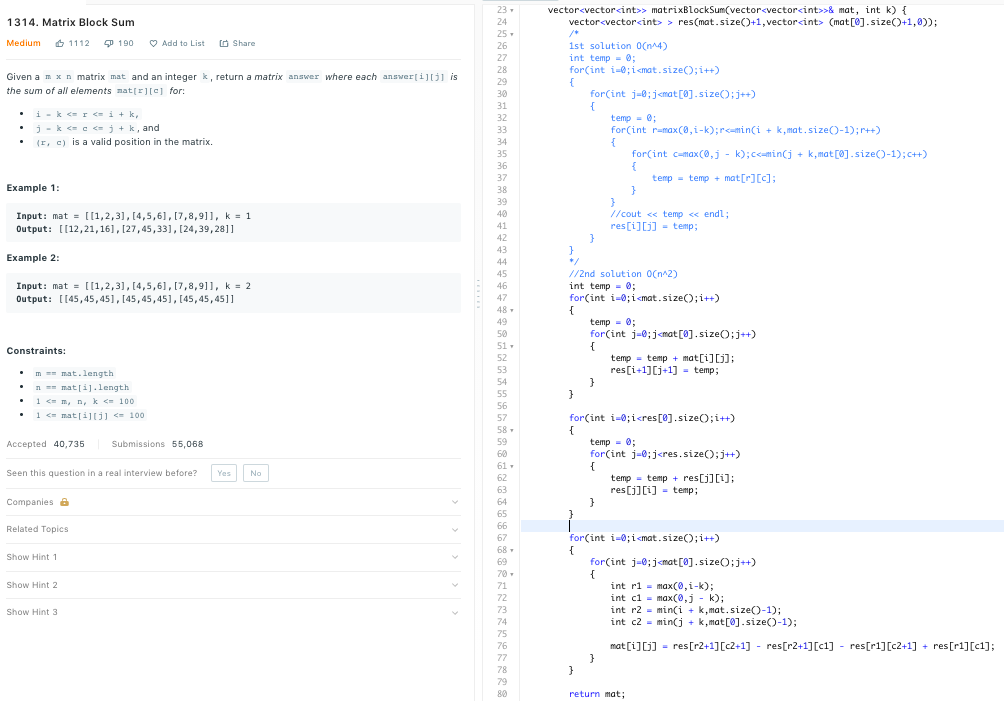 1314. Matrix Block Sum
Medium 1112 190 Add to List Share
Given a m x n matrix mat and an integer k, return a matrix answer where each answer[i][j] is
the sum of all elements mat[r][c] for:
i - k <= r <= i + k,
j - k <= c <= j + k, and
(r, c) is a valid position in the matrix.
Example 1:
Input: mat = [[1,2,3],[4,5,6],[7,8,9]], k = 1
Output: [[12,21,16],[27,45,33],[24,39,28]]
Example 2:
Input: mat = [[1,2,3],[4,5,6],[7,8,9]], k = 2
Output: [[45,45,45],[45,45,45],[45,45,45]]
Constraints:
m == mat.length
n == mat[i].length
1 <= m, n, k <= 100
1 <= mat[i][j] <= 100
Accepted 40,735 Submissions 55,068
Seen this question in a real interview before? Yes No
Companies
Related Topics
Show Hint 1
Show Hint 2
Show Hint 3
23 vector<vector<int>> matrixBlockSum(vector<vector<int>>& mat, int k) {
24 vector<vector<int> > res(mat.size()+1,vector<int> (mat[0].size()+1,0));
25 /*
26 1st solution O(n^4)
27 int temp = 0;
28 for(int i=0;i<mat.size();i++)
29 {
30 for(int j=0;j<mat[0].size();j++)
31 {
32 temp = 0;
33 for(int r=max(0,i-k);r<=min(i + k,mat.size()-1);r++)
34 {
35 for(int c=max(0,j - k);c<=min(j + k,mat[0].size()-1);c++)
36 {
37 temp = temp + mat[r][c];
38 }
39 }
40 //cout << temp << endl;
41 res[i][j] = temp;
42 }
43 }
44 */
45 //2nd solution O(n^2)
46 int temp = 0;
47 for(int i=0;i<mat.size();i++)
48 {
49 temp = 0;
50 for(int j=0;j<mat[0].size();j++)
51 {
52 temp = temp + mat[i][j];
53 res[i+1][j+1] = temp;
54 }
55 }
56
57 for(int i=0;i<res[0].size();i++)
58 {
59 temp = 0;
60 for(int j=0;j<res.size();j++)
61 {
62 temp = temp + res[j][i];
63 res[j][i] = temp;
64 }
65 }
66
67 for(int i=0;i<mat.size();i++)
68 {
69 for(int j=0;j<mat[0].size();j++)
70 {
71 int r1 = max(0,i-k);
72 int c1 = max(0,j - k);
73 int r2 = min(i + k,mat.size()-1);
74 int c2 = min(j + k,mat[0].size()-1);
75
76 mat[i][j] = res[r2+1][c2+1] - res[r2+1][c1] - res[r1][c2+1] + res[r1][c1];
77 }
78 }
79
80 return mat;